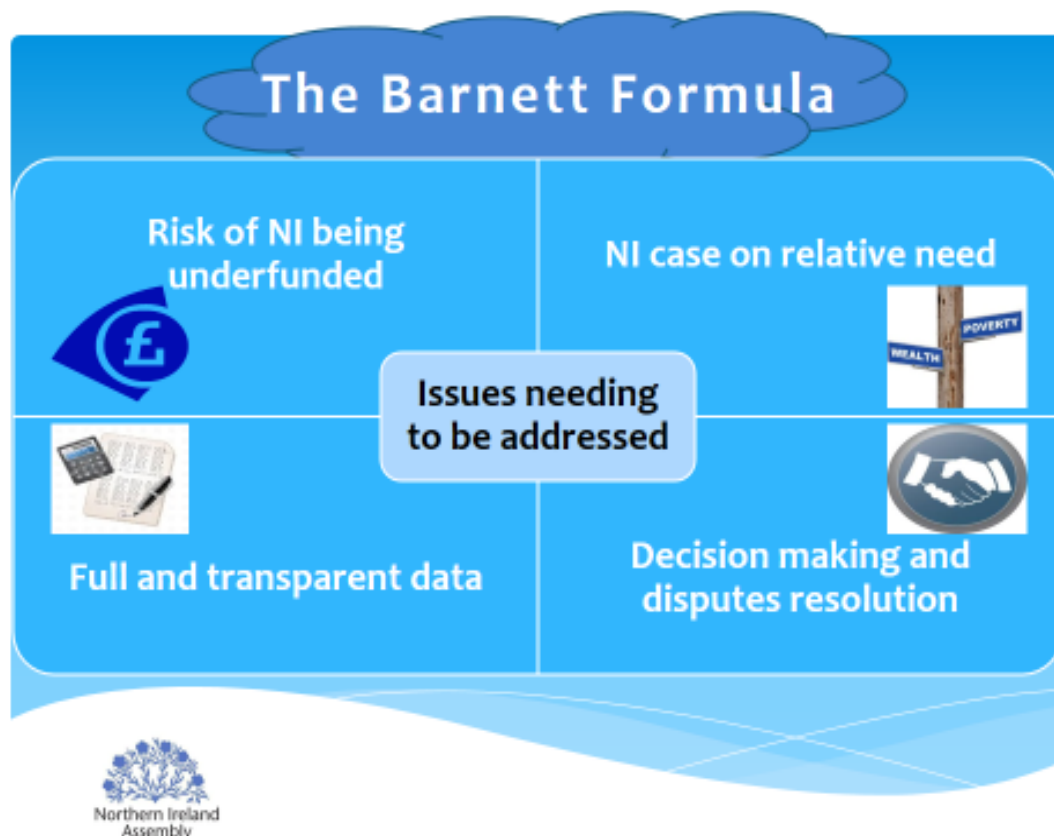 The Barnett Formula
Risk of NI being
underfunded
£
NI case on relative need
POVERTY
WEALTH
Issues needing
to be addressed
Full and transparent data
Decision making and
disputes resolution
Northern Ireland
Assembly